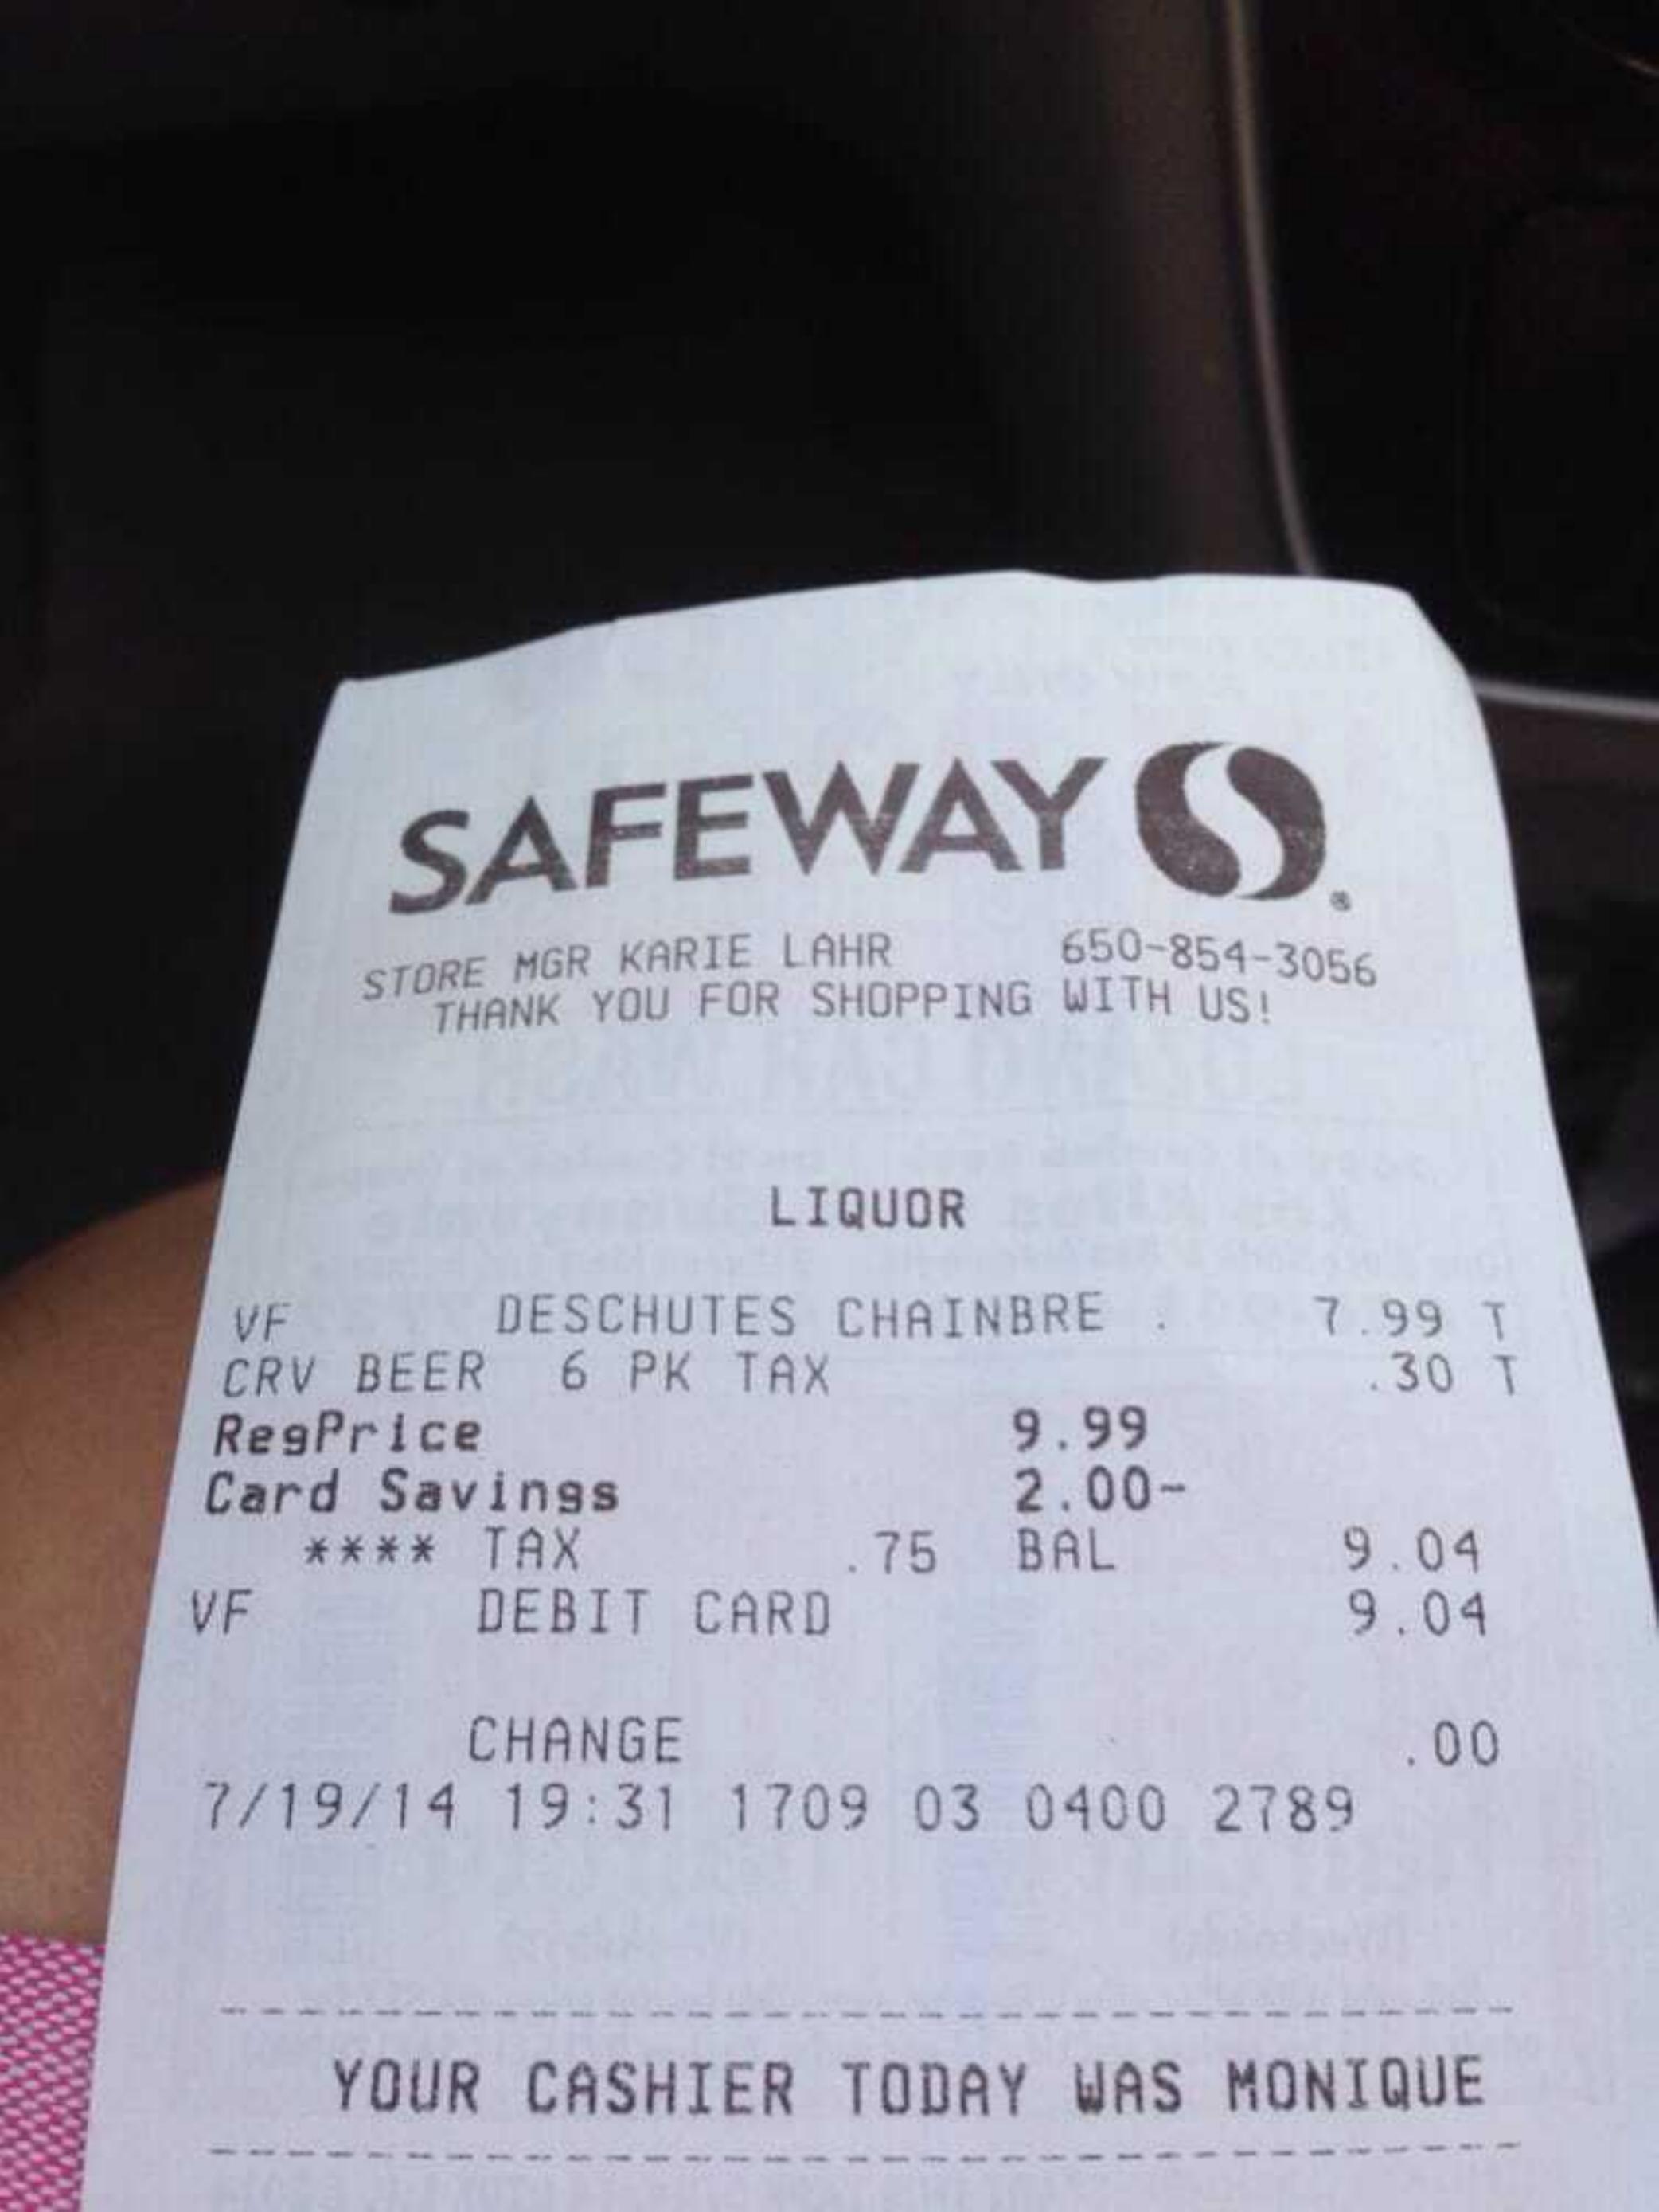 SAFEWAY
STORE MGR KARIE LAHR 650-854-3056
THANK YOU FOR SHOPPING WITH US!
LIQUOR
VF DESCHUTES CHAINBRE . 7.99 T
CRV BEER 6 PK TAX .30 T
RegPrice 9.99
Card Savings 2.00-
**** TAX .75 BAL 9.04
VF DEBIT CARD 9.04
CHANGE .00
7/19/14 19:31 1709 03 0400 2789
YOUR CASHIER TODAY WAS MONIQUE